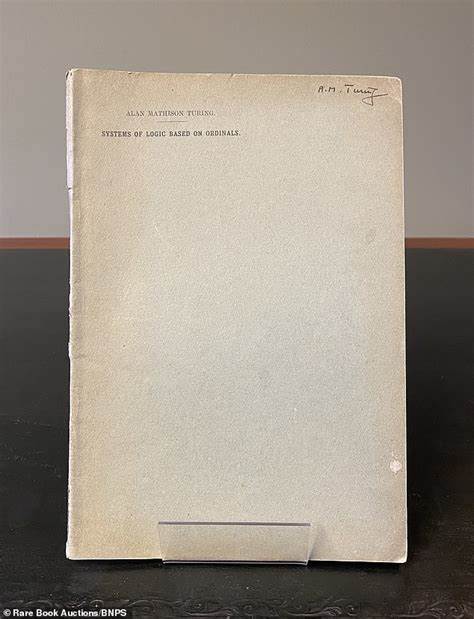 A.M. Turing
ALAN MATHISON TURING.
SYSTEMS OF LOGIC BASED ON ORDINALS.
© Rare Book Auctions/BNPS